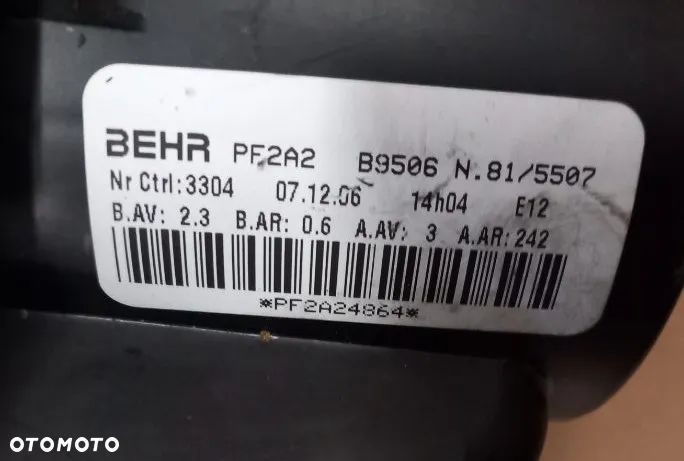 BEHR PF2A2 B9506 N.81/5507
Nr Ctrl:3304 07.12.06 14h04 E12
B.AV: 2.3 B.AR: 0.6 A.AV: 3 A.AR:242
*PF2A24864*
OTOMOTO